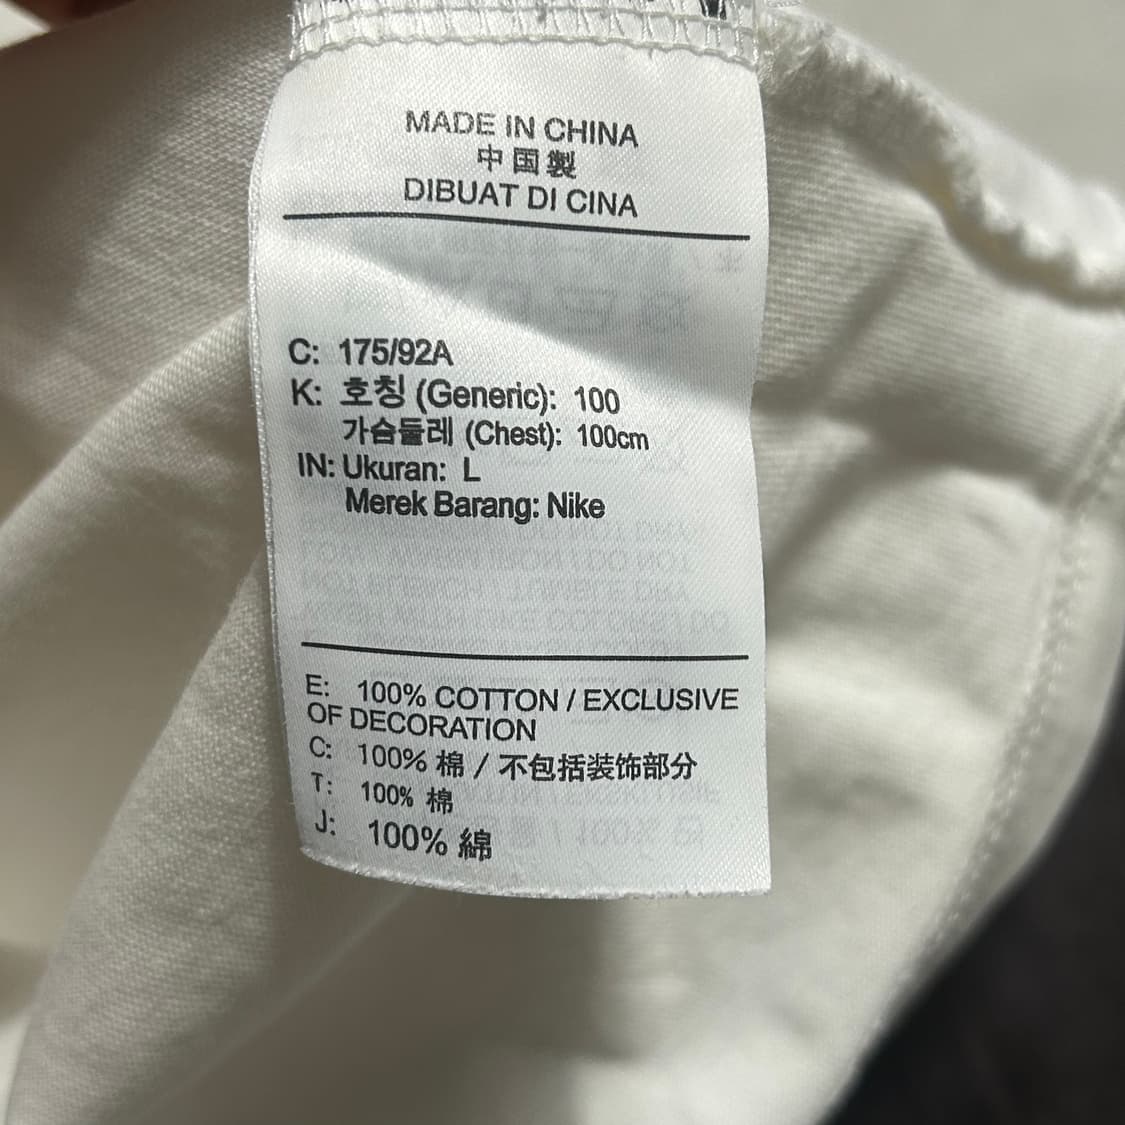 MADE IN CHINA
中国製
DIBUAT DI CINA
C: 175/92A
K: 호칭 (Generic): 100
가슴둘레 (Chest): 100cm
IN: Ukuran: L
Merek Barang: Nike
E: 100% COTTON / EXCLUSIVE
OF DECORATION
C: 100% 棉 / 不包括装饰部分
T: 100% 棉
J: 100% 綿